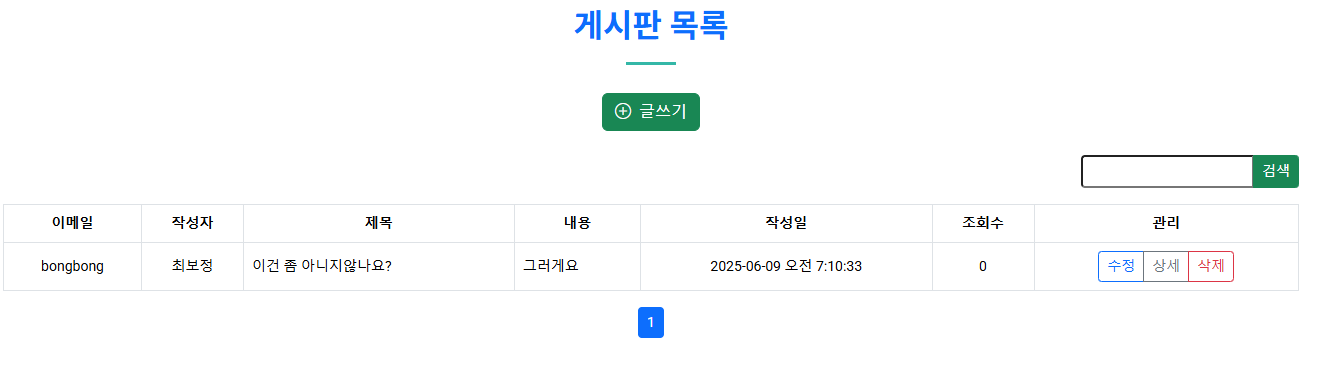 게시판 목록
글쓰기
검색
이메일 작성자 제목 내용 작성일 조회수 관리
bongbong 최보정 이건 좀 아니지않나요? 그러게요 2025-06-09 오전 7:10:33 0 수정 상세 삭제
1